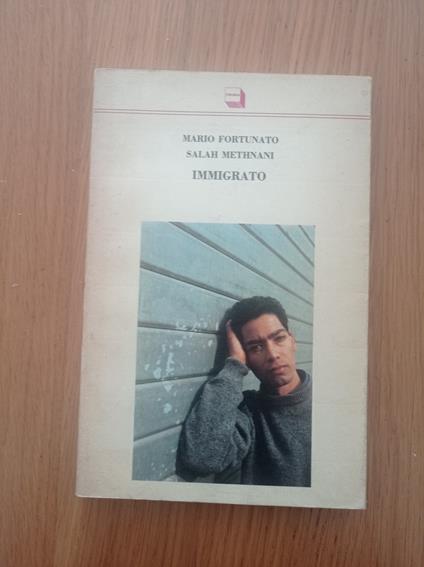 MARIO FORTUNATO
SALAH METHNANI
IMMIGRATO